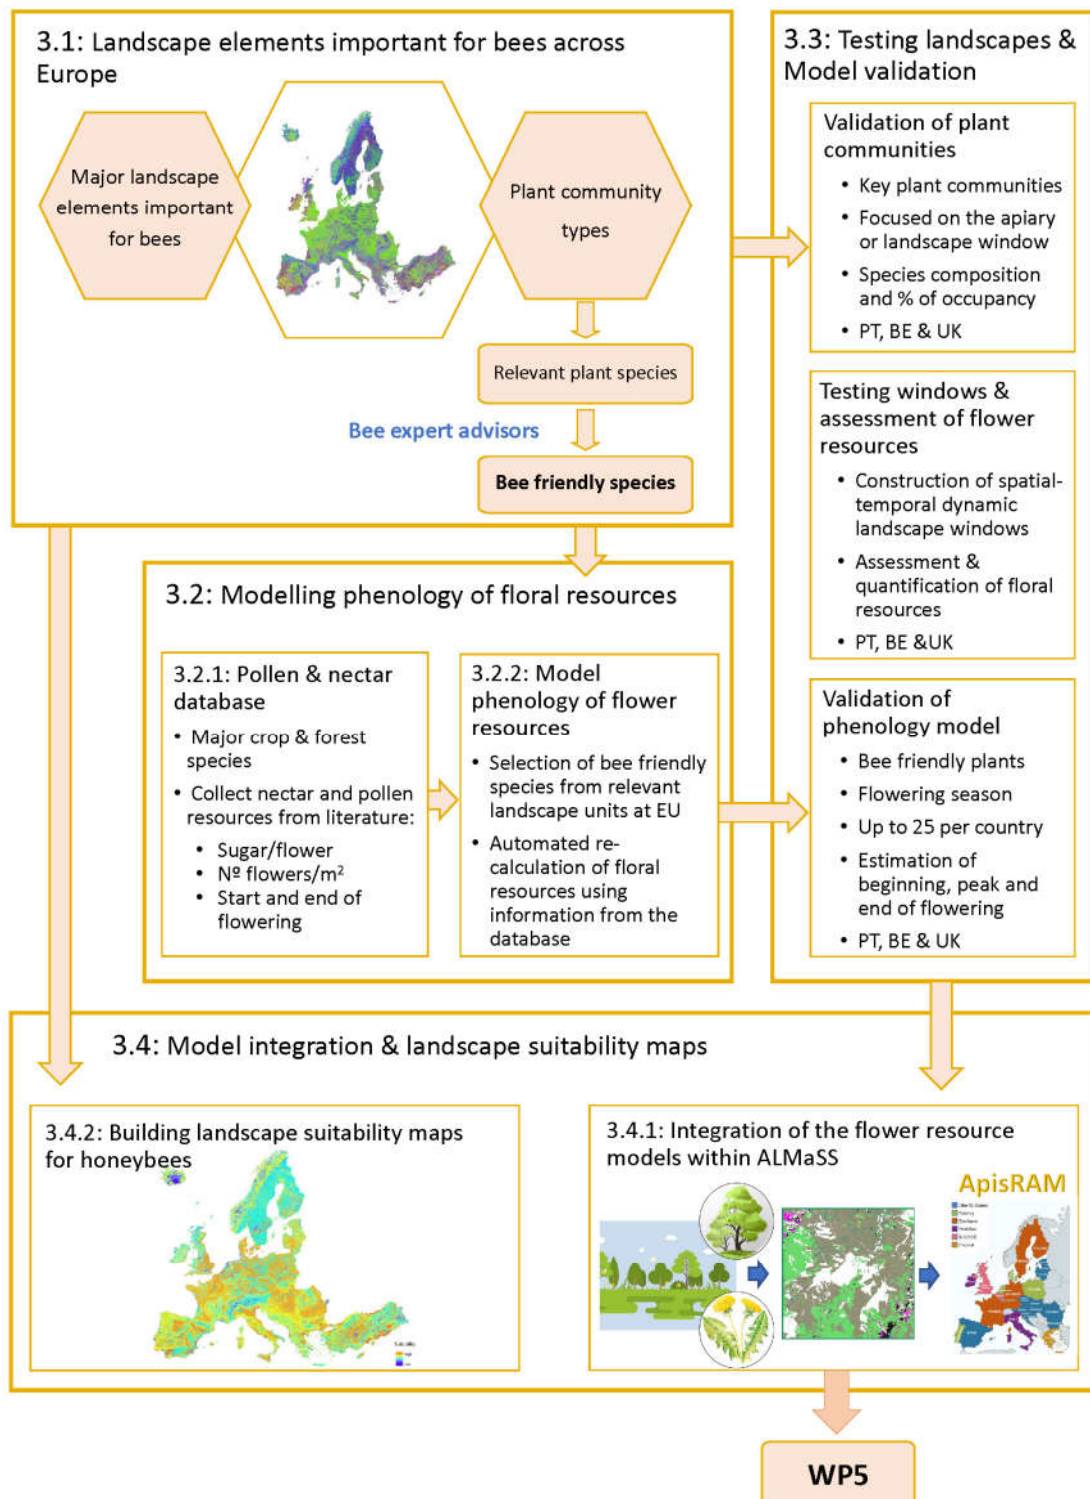 3.1: Landscape elements important for bees across
Europe
Major landscape
elements important
for bees
Plant community
types
Relevant plant species
Bee expert advisors
Bee friendly species
3.3: Testing landscapes &
Model validation
Validation of plant
communities
• Key plant communities
• Focused on the apiary
or landscape window
• Species composition
and % of occupancy
• PT, BE & UK
Testing windows &
assessment of flower
resources
• Construction of spatial-
temporal dynamic
landscape windows
• Assessment &
quantification of floral
resources
• PT, BE &UK
Validation of
phenology model
• Bee friendly plants
• Flowering season
• Up to 25 per country
• Estimation of
beginning, peak and
end of flowering
• PT, BE & UK
3.2: Modelling phenology of floral resources
3.2.1: Pollen & nectar
database
• Major crop & forest
species
• Collect nectar and pollen
resources from literature:
• Sugar/flower
• Nº flowers/m²
• Start and end of
flowering
3.2.2: Model
phenology of flower
resources
• Selection of bee friendly
species from relevant
landscape units at EU
• Automated re-
calculation of floral
resources using
information from the
database
3.4: Model integration & landscape suitability maps
3.4.2: Building landscape suitability maps
for honeybees
3.4.1: Integration of the flower resource
models within ALMaSS
ApisRAM
WP5